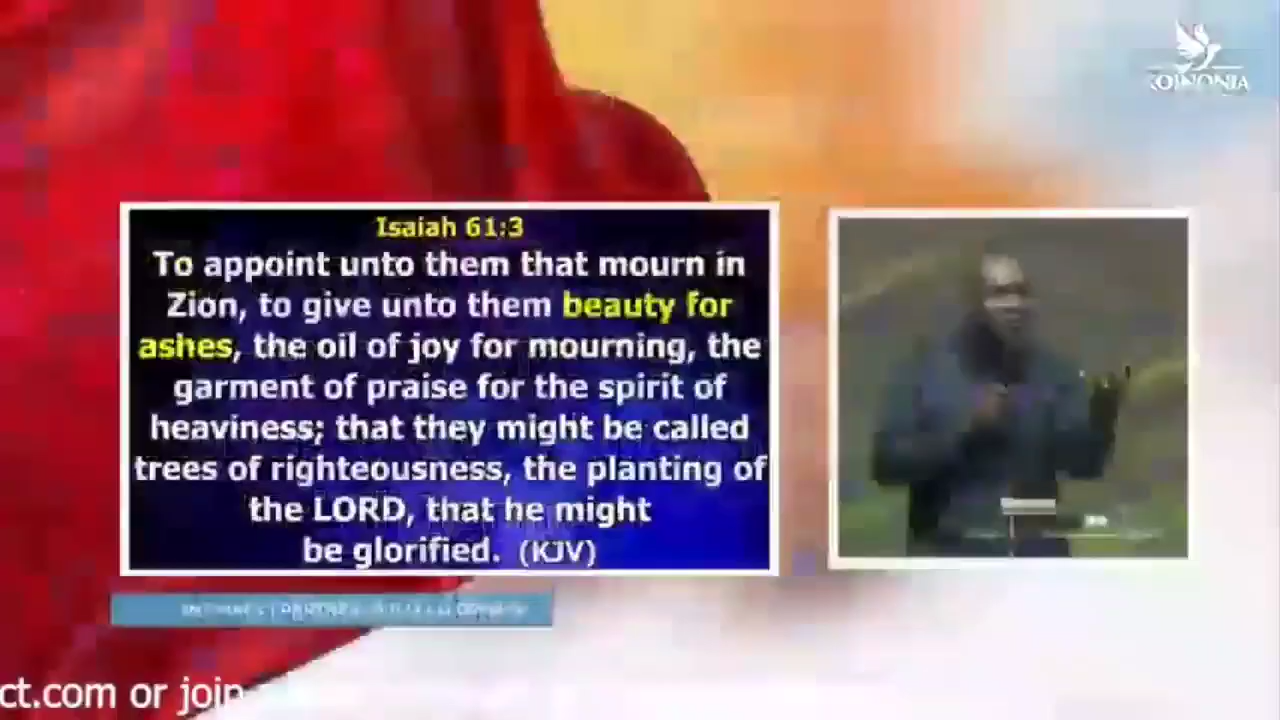 KOINONIA
Isaiah 61:3
To appoint unto them that mourn in
Zion, to give unto them beauty for
ashes, the oil of joy for mourning, the
garment of praise for the spirit of
heaviness; that they might be called
trees of righteousness, the planting of
the LORD, that he might
be glorified. (KJV)
ct.com or join